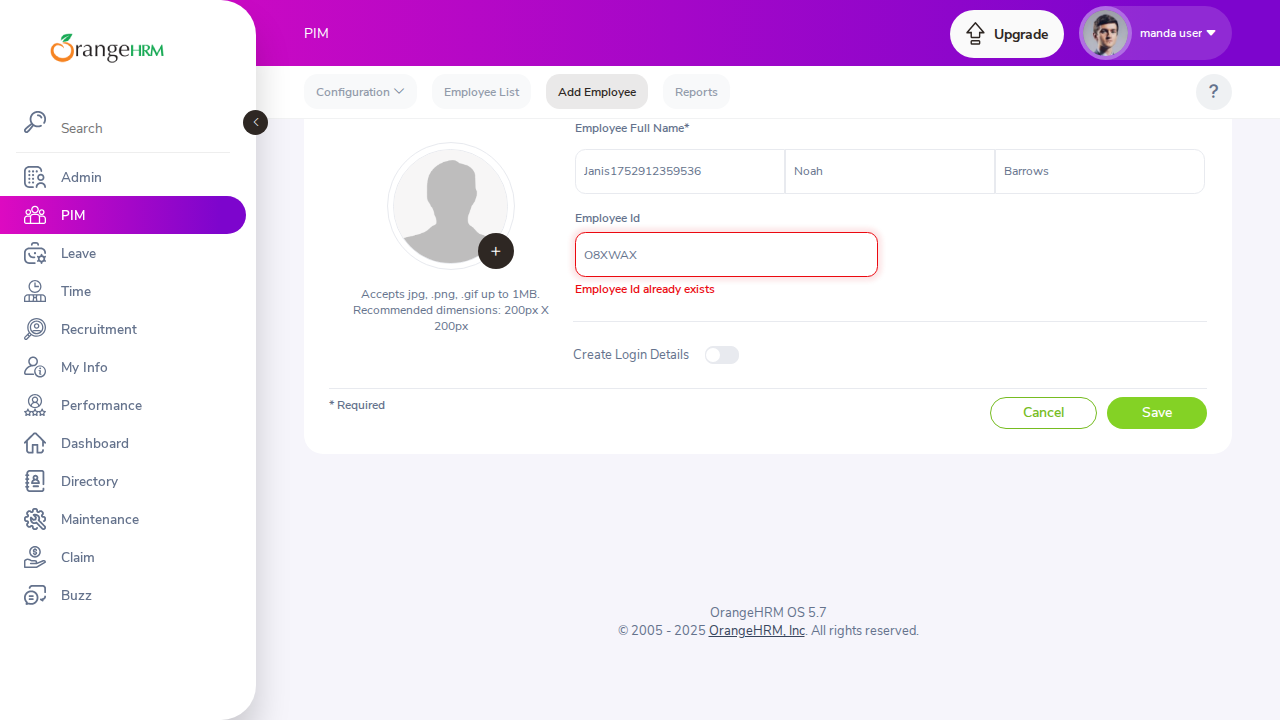 OrangeHRM
PIM
Upgrade
manda user
Configuration
Employee List
Add Employee
Reports
?
Search
Admin
PIM
Leave
Time
Recruitment
My Info
Performance
Dashboard
Directory
Maintenance
Claim
Buzz
Employee Full Name*
Janis1752912359536
Noah
Barrows
Employee Id
O8XWAX
Employee Id already exists
+
Accepts jpg, .png, .gif up to 1MB.
Recommended dimensions: 200px X
200px
Create Login Details
* Required
Cancel
Save
OrangeHRM OS 5.7
© 2005 - 2025 OrangeHRM, Inc. All rights reserved.